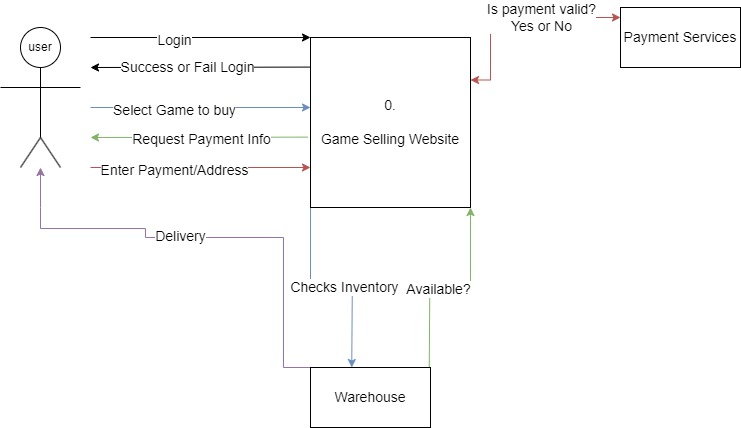 user
Login
Success or Fail Login
Select Game to buy
Request Payment Info
Enter Payment/Address
0.
Game Selling Website
Is payment valid?
Yes or No
Payment Services
Delivery
Checks Inventory
Available?
Warehouse